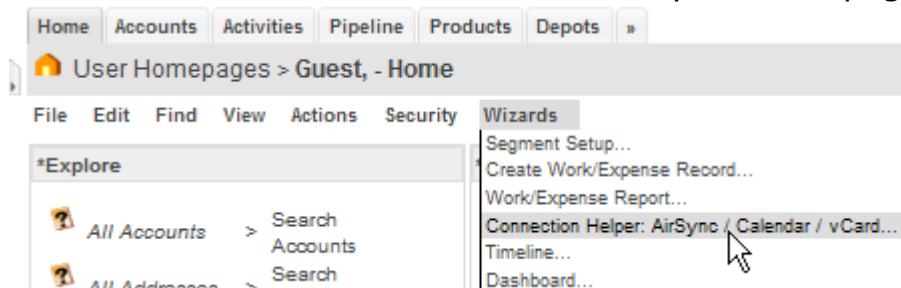 Home Accounts Activities Pipeline Products Depots »
User Homepages > Guest, - Home
File Edit Find View Actions Security Wizards
*Explore
All Accounts > Search Accounts
All Addresses > Search
Segment Setup...
Create Work/Expense Record...
Work/Expense Report...
Connection Helper: AirSync / Calendar / vCard...
Timeline...
Dashboard...